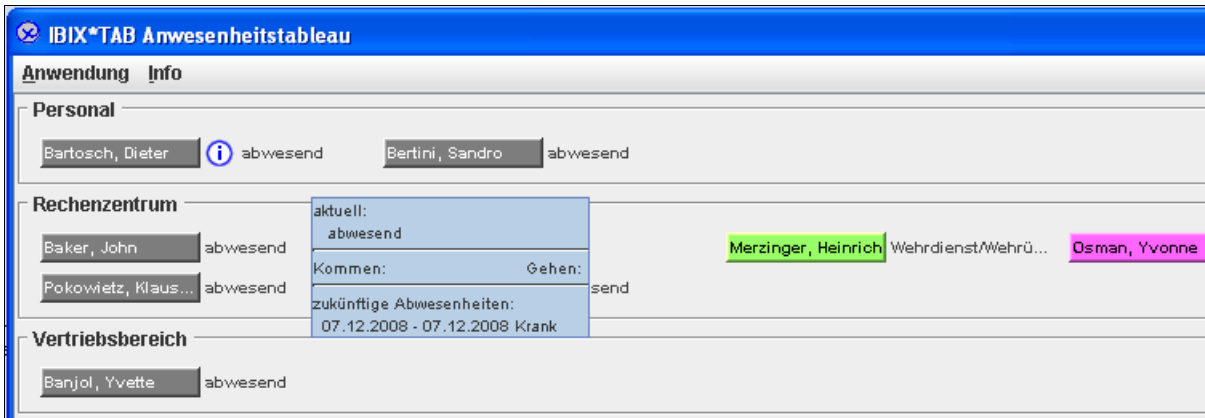 IBIX*TAB Anwesenheitstableau
Anwendung Info
Personal
Bartosch, Dieter abwesend Bertini, Sandro abwesend
Rechenzentrum
aktuell:
abwesend
Baker, John abwesend
Merzinger, Heinrich Wehrdienst/Wehrü... Osman, Yvonne
Kommen: Gehen:
Pokowietz, Klaus... abwesend
send
zukünftige Abwesenheiten:
07.12.2008 - 07.12.2008 Krank
Vertriebsbereich
Banjol, Yvette abwesend